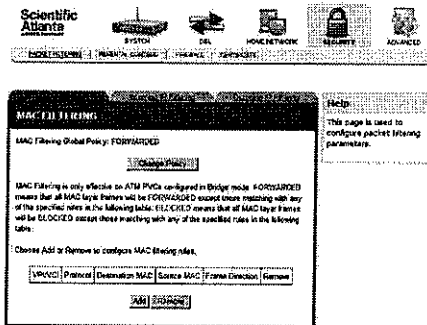 Scientific
Atlanta
SYSTEM
DSL
HOME NETWORK
SECURITY
ADVANCED
PACKET FILTERING
PARENTAL CONTROL
FIREWALL
MAC FILTERING
Help
This page is used to
configure packet filtering
parameters.
MAC Filtering Global Policy: FORWARDED
Change Policy
MAC Filtering is only effective on ATM PVCs configured in Bridge mode. FORWARDED
means that all MAC layer frames will be FORWARDED except those matching with any
of the specified rules in the following table. BLOCKED means that all MAC layer frames
will be BLOCKED except those matching with any of the specified rules in the following
table:
Choose Add or Remove to configure MAC filtering rules.
VPI/VCI Protocol Destination MAC Source MAC Frame Direction Remove
Add Remove